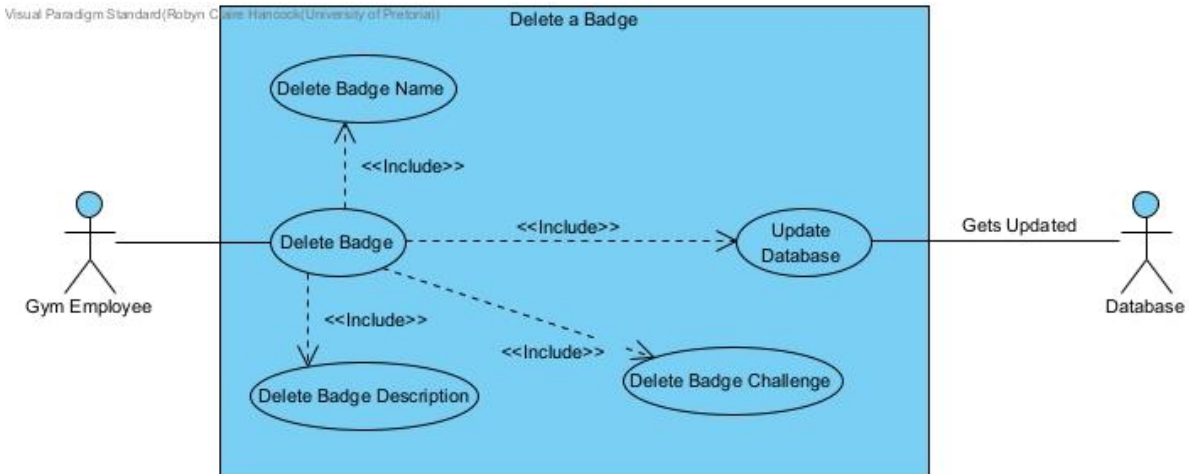 Visual Paradigm Standard(Robyn Claire Hancock(University of Pretoria))
Delete a Badge
Delete Badge Name
<<Include>>
Gym Employee
Delete Badge
<<Include>>
Update
Database
Gets Updated
Database
<<Include>>
<<Include>>
Delete Badge Description
Delete Badge Challenge